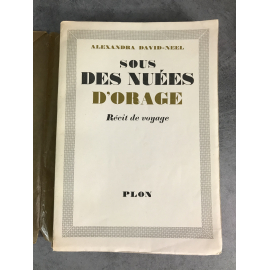 ALEXANDRA DAVID-NEEL
SOUS
DES NUÉES
D'ORAGE
Récit de voyage
PLON